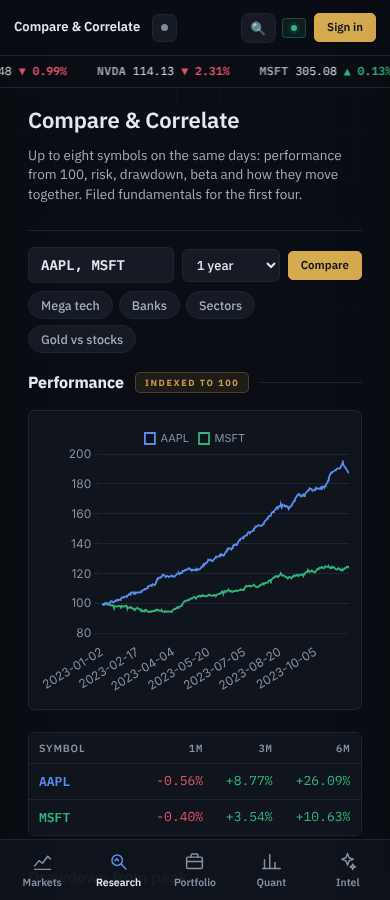 Compare & Correlate
Sign in
48 ▼ 0.99% NVDA 114.13 ▼ 2.31% MSFT 305.08 ▲ 0.13%
Compare & Correlate
Up to eight symbols on the same days: performance
from 100, risk, drawdown, beta and how they move
together. Filed fundamentals for the first four.
AAPL, MSFT
1 year
Compare
Mega tech
Banks
Sectors
Gold vs stocks
Performance
INDEXED TO 100
AAPL MSFT
200
180
160
140
120
100
80
2023-01-02
2023-02-17
2023-04-04
2023-05-20
2023-07-05
2023-08-20
2023-10-05
SYMBOL 1M 3M 6M
AAPL -0.56% +8.77% +26.09%
MSFT -0.40% +3.54% +10.63%
Markets
Research
Portfolio
Quant
Intel